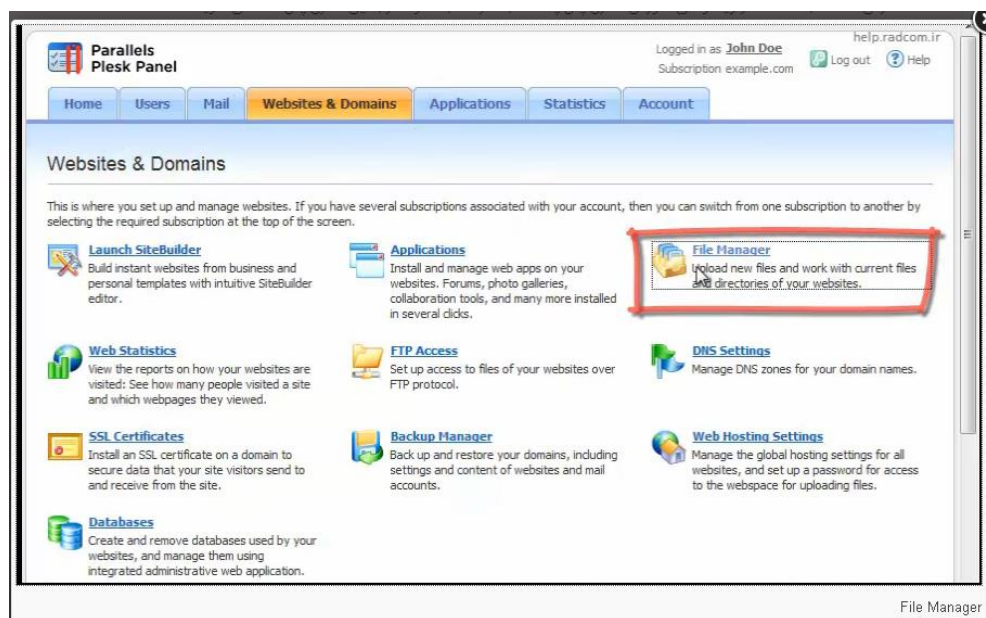 help.radcom.ir
Parallels
Plesk Panel
Logged in as John Doe
Subscription example.com
Log out
Help
Home
Users
Mail
Websites & Domains
Applications
Statistics
Account
Websites & Domains
This is where you set up and manage websites. If you have several subscriptions associated with your account, then you can switch from one subscription to another by
selecting the required subscription at the top of the screen.
Launch SiteBuilder
Build instant websites from business and
personal templates with intuitive SiteBuilder
editor.
Applications
Install and manage web apps on your
websites. Forums, photo galleries,
collaboration tools, and many more installed
in several clicks.
File Manager
Upload new files and work with current files
and directories of your websites.
Web Statistics
View the reports on how your websites are
visited: See how many people visited a site
and which webpages they viewed.
FTP Access
Set up access to files of your websites over
FTP protocol.
DNS Settings
Manage DNS zones for your domain names.
SSL Certificates
Install an SSL certificate on a domain to
secure data that your site visitors send to
and receive from the site.
Backup Manager
Back up and restore your domains, including
settings and content of websites and mail
accounts.
Web Hosting Settings
Manage the global hosting settings for all
websites, and set up a password for access
to the webspace for uploading files.
Databases
Create and remove databases used by your
websites, and manage them using
integrated administrative web application.
File Manager